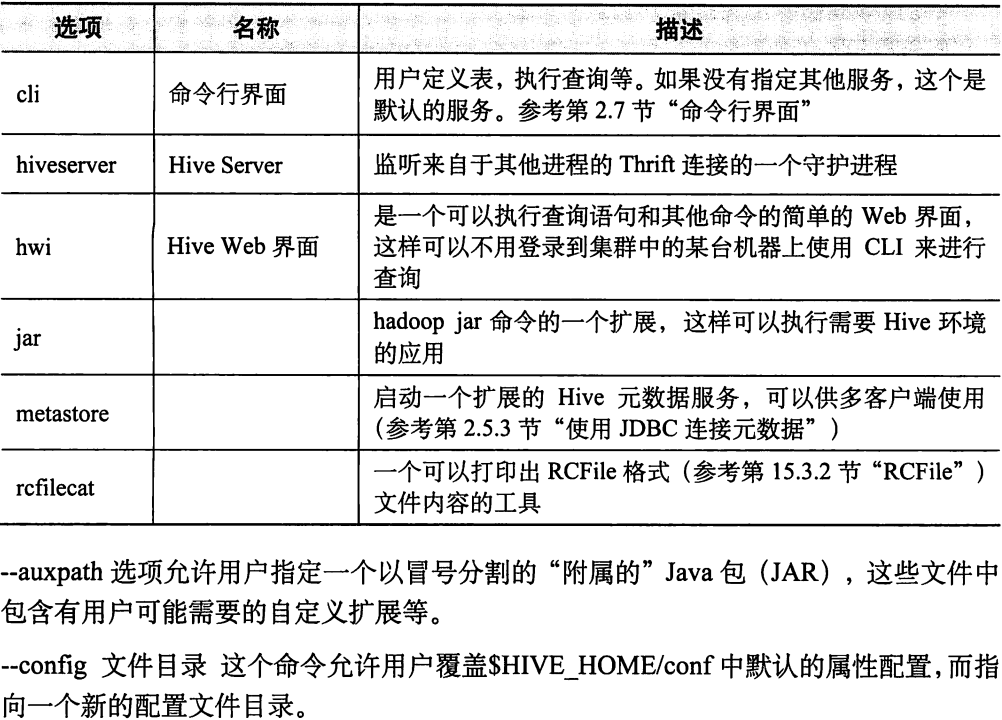 选项 名称 描述
用户定义表，执行查询等。如果没有指定其他服务，这个是
cli 命令行界面
默认的服务。参考第 2.7 节“命令行界面”
hiveserver Hive Server 监听来自于其他进程的 Thrift 连接的一个守护进程
是一个可以执行查询语句和其他命令的简单的 Web 界面，
hwi Hive Web 界面 这样可以不用登录到集群中的某台机器上使用 CLI 来进行
查询
hadoop jar 命令的一个扩展，这样可以执行需要 Hive 环境
jar
的应用
启动一个扩展的 Hive 元数据服务，可以供多客户端使用
metastore
（参考第 2.5.3 节“使用 JDBC 连接元数据”）
一个可以打印出 RCFile 格式（参考第 15.3.2 节“RCFile”）
rcfilecat
文件内容的工具
--auxpath 选项允许用户指定一个以冒号分割的“附属的”Java 包（JAR），这些文件中
包含有用户可能需要的自定义扩展等。
--config 文件目录 这个命令允许用户覆盖$HIVE_HOME/conf 中默认的属性配置，而指
向一个新的配置文件目录。